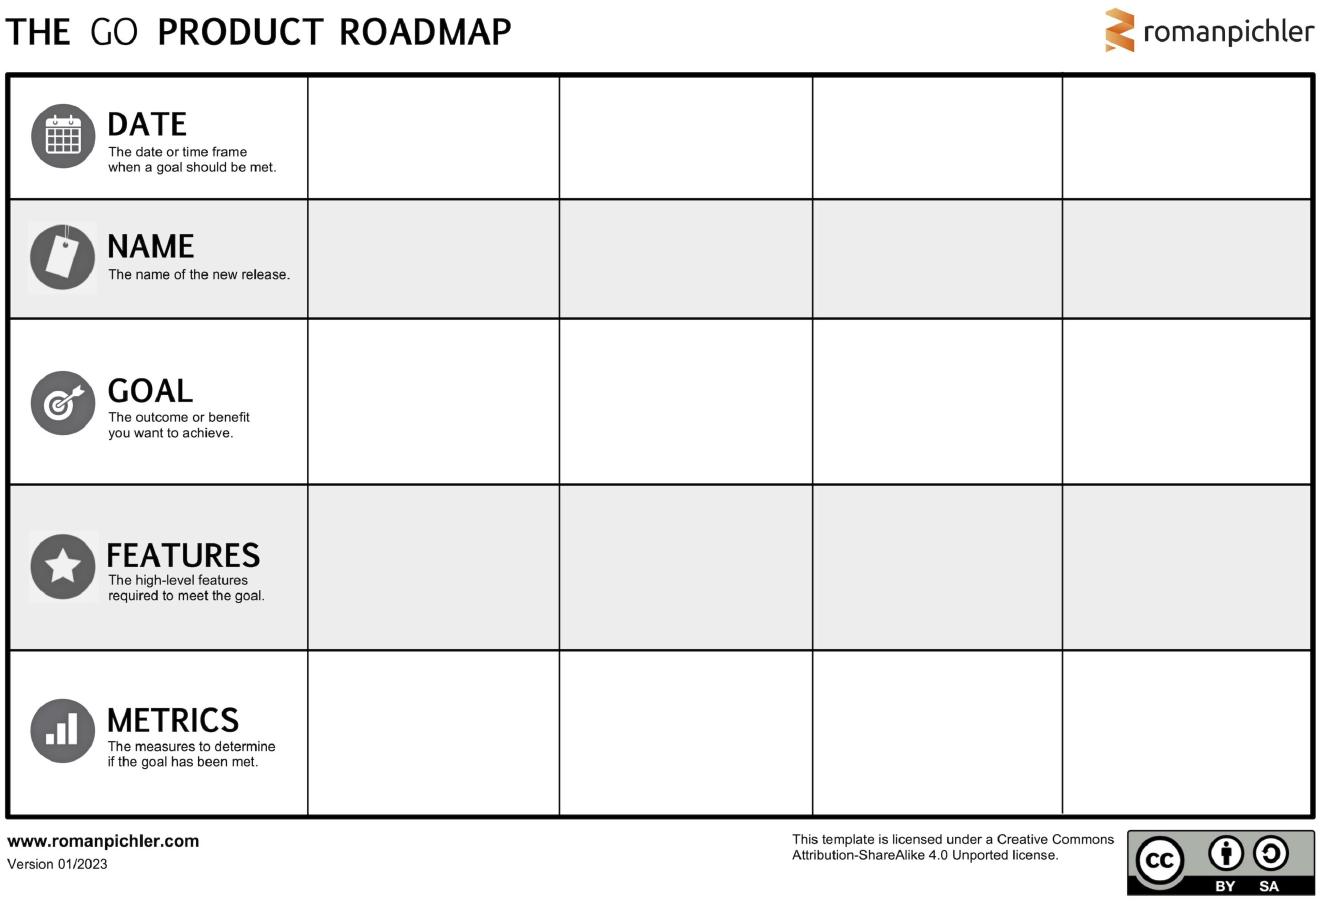 THE GO PRODUCT ROADMAP
romanpichler
DATE
The date or time frame
when a goal should be met.
NAME
The name of the new release.
GOAL
The outcome or benefit
you want to achieve.
FEATURES
The high-level features
required to meet the goal.
METRICS
The measures to determine
if the goal has been met.
www.romanpichler.com
Version 01/2023
This template is licensed under a Creative Commons
Attribution-ShareAlike 4.0 Unported license.
cc
BY SA